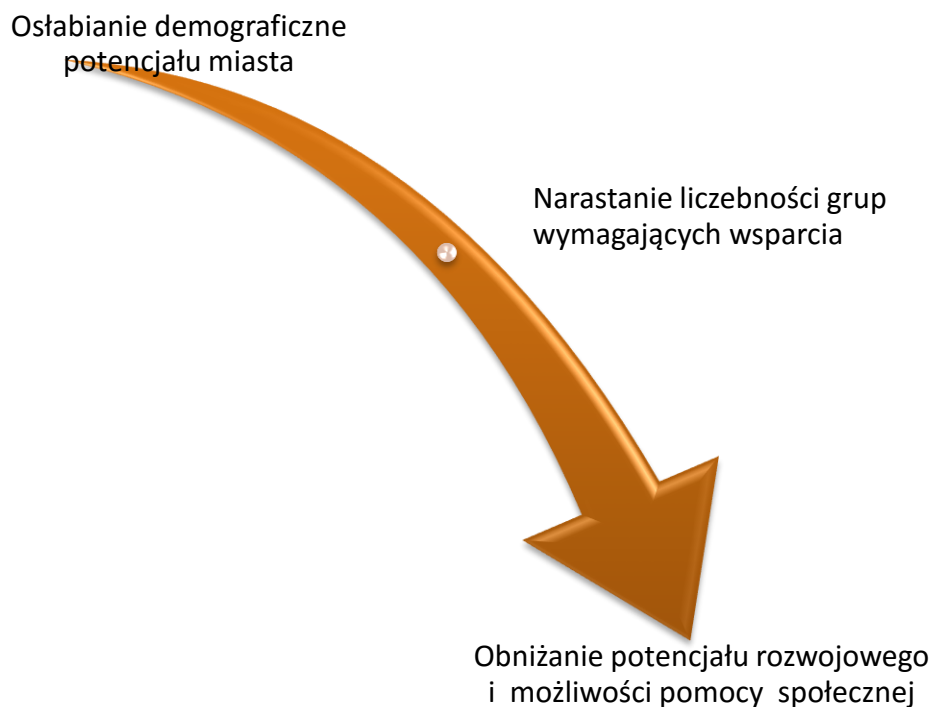 Osłabianie demograficzne
potencjału miasta
Narastanie liczebności grup
wymagających wsparcia
Obniżanie potencjału rozwojowego
i możliwości pomocy społecznej